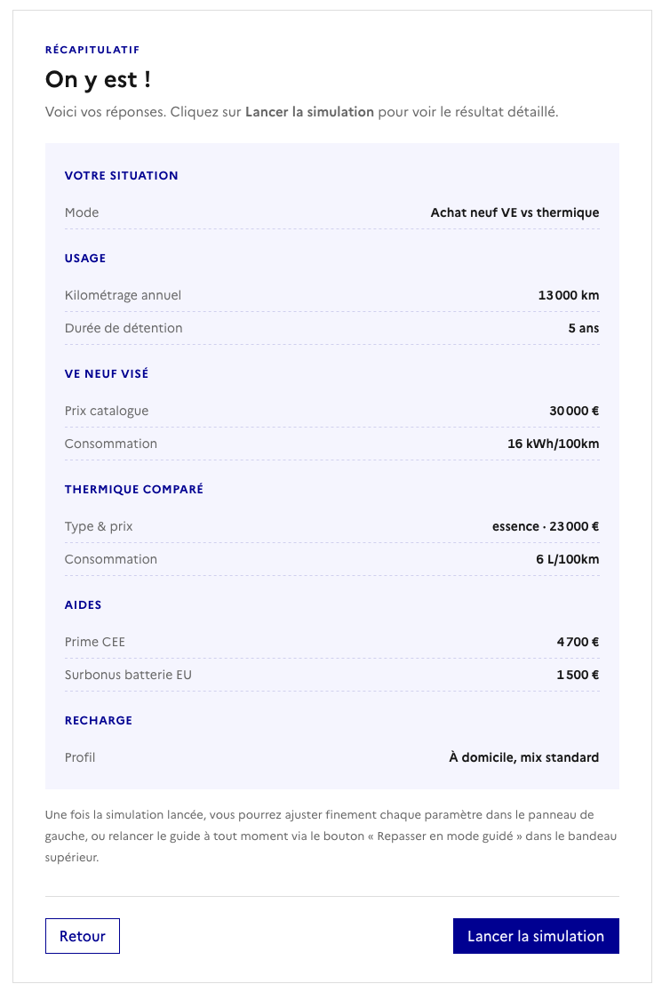 RÉCAPITULATIF
On y est !
Voici vos réponses. Cliquez sur Lancer la simulation pour voir le résultat détaillé.
VOTRE SITUATION
Mode Achat neuf VE vs thermique
USAGE
Kilométrage annuel 13 000 km
Durée de détention 5 ans
VE NEUF VISÉ
Prix catalogue 30 000 €
Consommation 16 kWh/100km
THERMIQUE COMPARÉ
Type & prix essence · 23 000 €
Consommation 6 L/100km
AIDES
Prime CEE 4 700 €
Surbonus batterie EU 1 500 €
RECHARGE
Profil À domicile, mix standard
Une fois la simulation lancée, vous pourrez ajuster finement chaque paramètre dans le panneau de
gauche, ou relancer le guide à tout moment via le bouton « Repasser en mode guidé » dans le bandeau
supérieur.
Retour Lancer la simulation